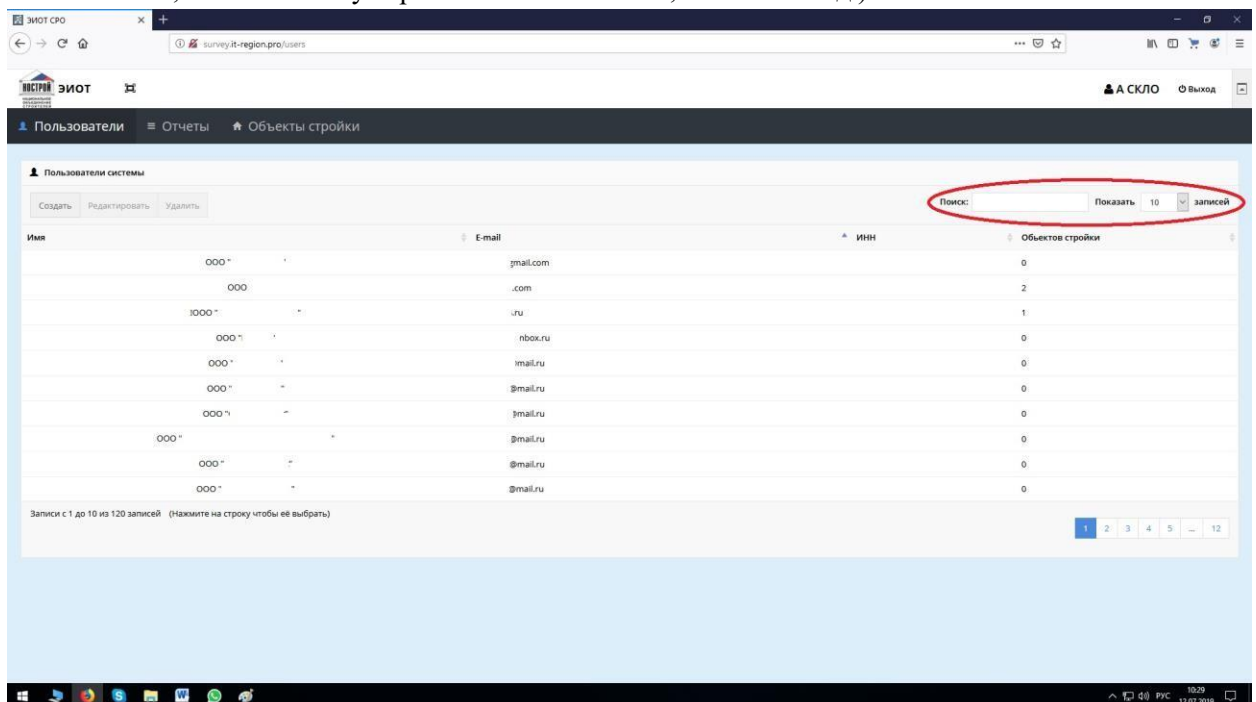 ЭИОТ СРО
survey.it-region.pro/users
НОСТРОЙ ЭИОТ
А СКЛО Выход
Пользователи Отчеты Объекты стройки
Пользователи системы
Создать Редактировать Удалить Поиск: Показать 10 записей
Имя E-mail ИНН Объектов стройки
ООО " " gmail.com 0
ООО .com 2
ООО " " .ru 1
ООО " nbox.ru 0
ООО " " mail.ru 0
ООО " " @mail.ru 0
ООО " " mail.ru 0
ООО " " @mail.ru 0
ООО " " @mail.ru 0
ООО " " @mail.ru 0
Записи с 1 до 10 из 120 записей (Нажмите на строку чтобы её выбрать)
1 2 3 4 5 ... 12
РУС 10:29
12.07.2019